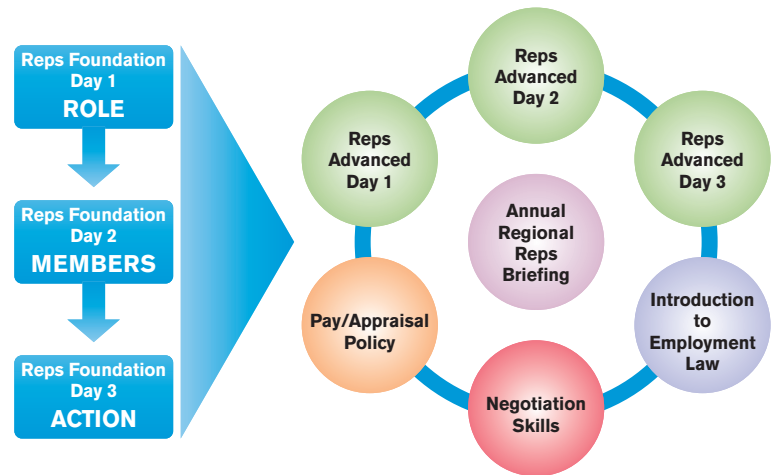 Reps Foundation
Day 1
ROLE
Reps Foundation
Day 2
MEMBERS
Reps Foundation
Day 3
ACTION
Reps
Advanced
Day 1
Reps
Advanced
Day 2
Reps
Advanced
Day 3
Annual
Regional
Reps
Briefing
Pay/Appraisal
Policy
Negotiation
Skills
Introduction
to
Employment
Law